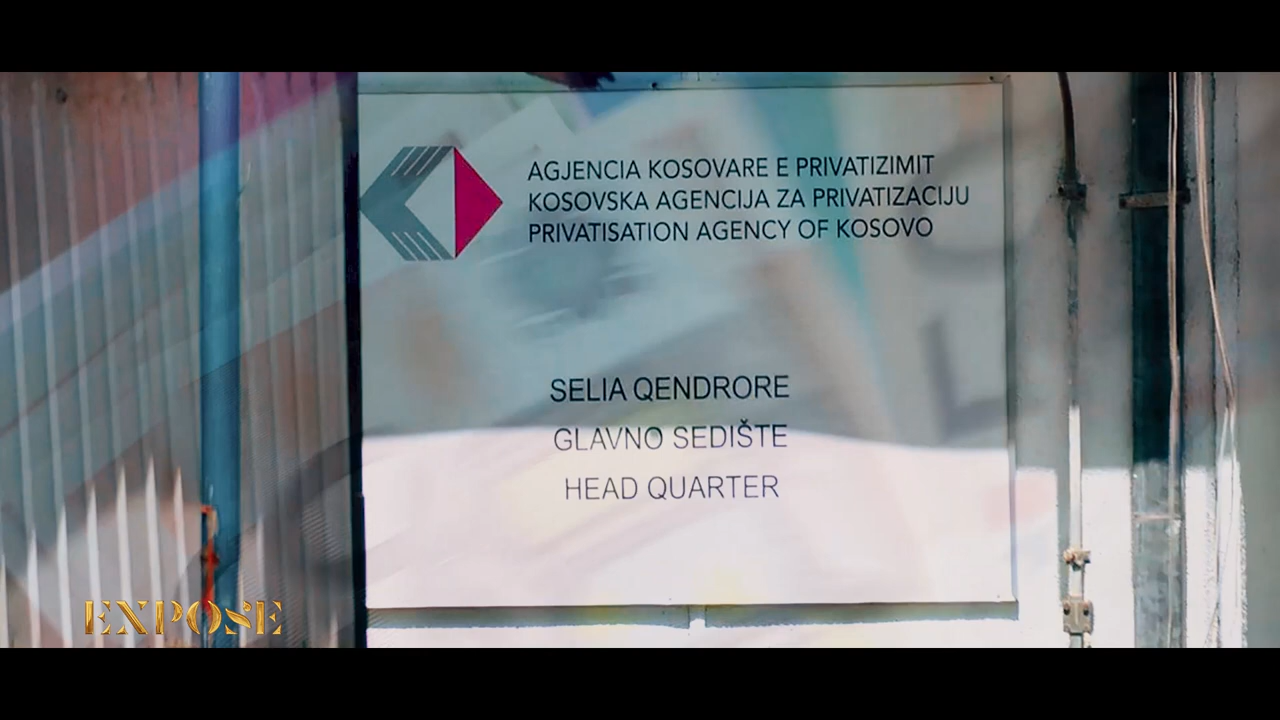 AGJENCIA KOSOVARE E PRIVATIZIMIT
KOSOVSKA AGENCIJA ZA PRIVATIZACIJU
PRIVATISATION AGENCY OF KOSOVO
SELIA QENDRORE
GLAVNO SEDIŠTE
HEAD QUARTER
EXPOSE